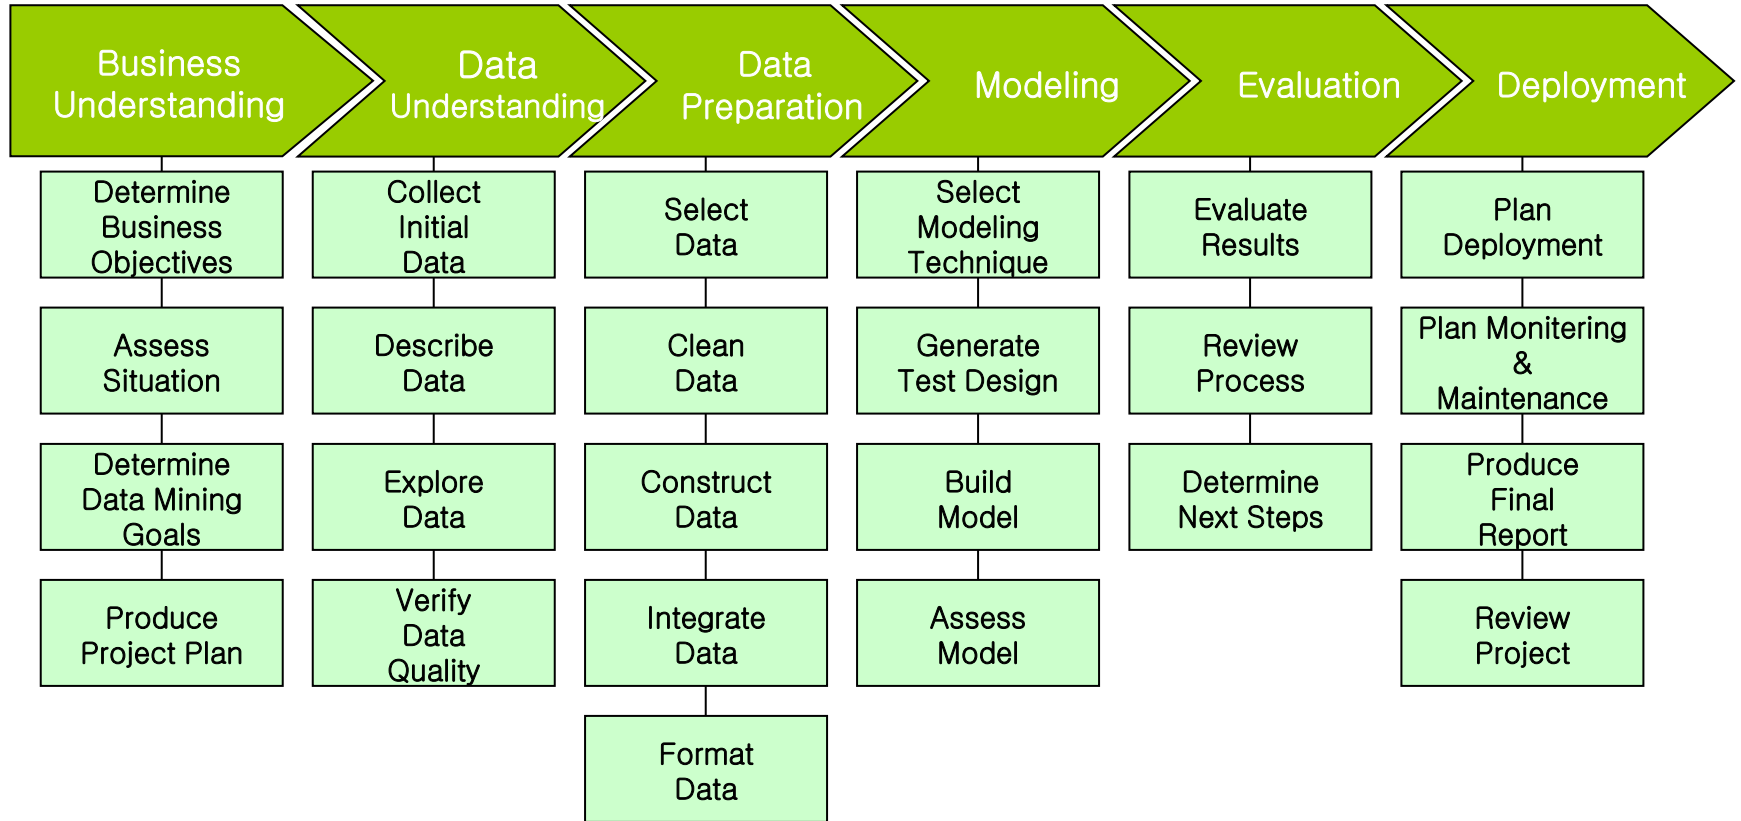 Business
Understanding
Data
Understanding
Data
Preparation
Modeling
Evaluation
Deployment
Determine
Business
Objectives
Assess
Situation
Determine
Data Mining
Goals
Produce
Project Plan
Collect
Initial
Data
Describe
Data
Explore
Data
Verify
Data
Quality
Select
Data
Clean
Data
Construct
Data
Integrate
Data
Format
Data
Select
Modeling
Technique
Generate
Test Design
Build
Model
Assess
Model
Evaluate
Results
Review
Process
Determine
Next Steps
Plan
Deployment
Plan Monitering
&
Maintenance
Produce
Final
Report
Review
Project